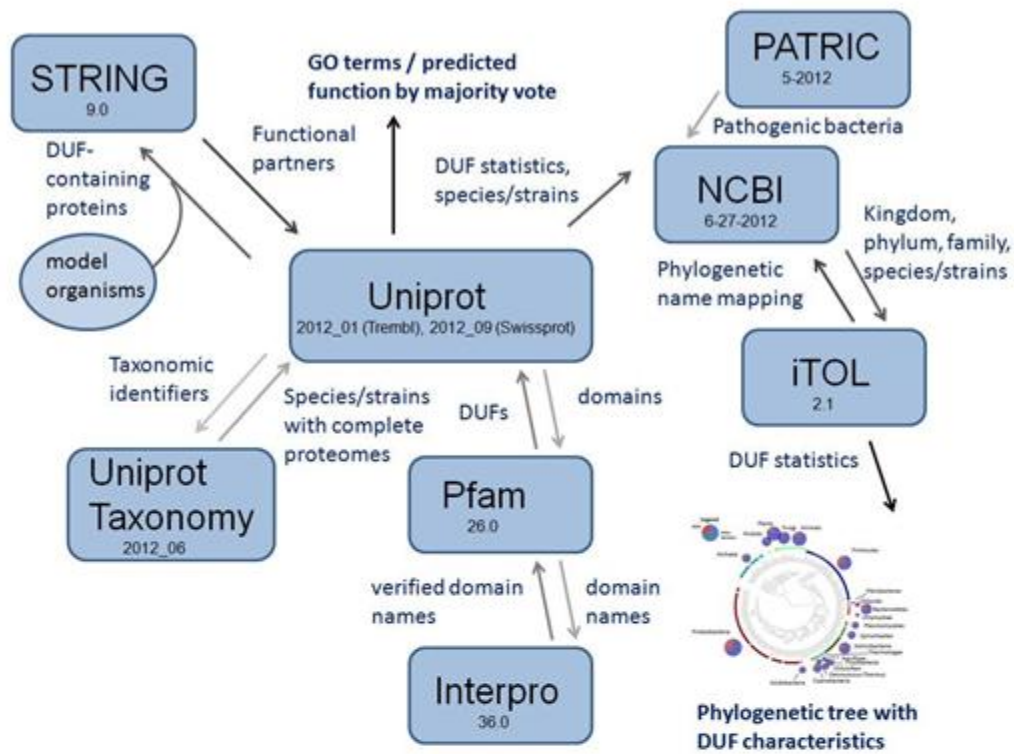 STRING
9.0
GO terms / predicted
function by majority vote
PATRIC
5-2012
Pathogenic bacteria
Functional
partners
DUF-
containing
proteins
DUF statistics,
species/strains
NCBI
6-27-2012
Kingdom,
phylum, family,
species/strains
model
organisms
Phylogenetic
name mapping
Uniprot
2012_01 (Trembl), 2012_09 (Swissprot)
iTOL
2.1
Taxonomic
identifiers
Species/strains
with complete
proteomes
DUFs
domains
DUF statistics
Uniprot
Taxonomy
2012_06
Pfam
26.0
verified domain
names
domain
names
Interpro
36.0
Phylogenetic tree with
DUF characteristics